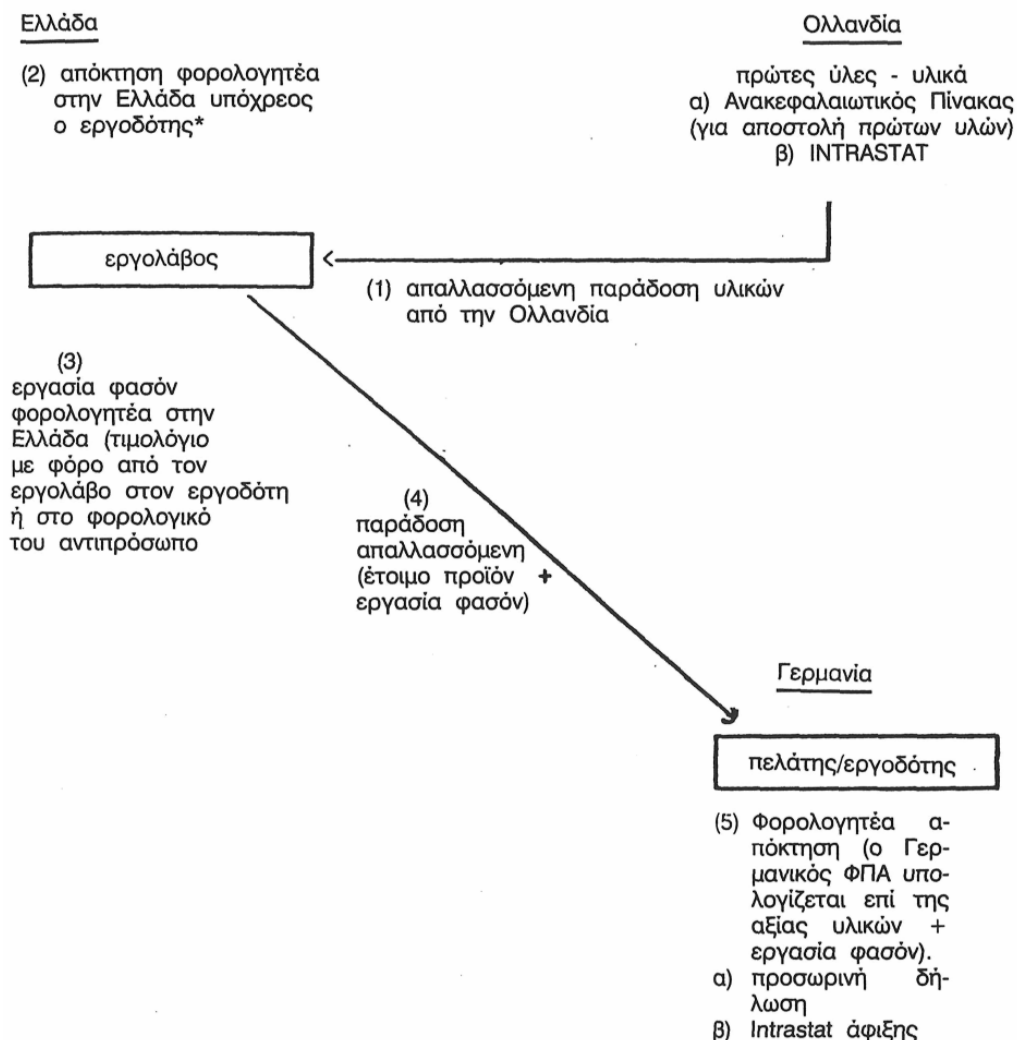 Ελλάδα
(2) απόκτηση φορολογητέα
στην Ελλάδα υπόχρεος
ο εργοδότης*
Ολλανδία
πρώτες ύλες - υλικά
α) Ανακεφαλαιωτικός Πίνακας
(για αποστολή πρώτων υλών)
β) INTRASTAT
εργολάβος
(1) απαλλασσόμενη παράδοση υλικών
από την Ολλανδία
(3)
εργασία φασόν
φορολογητέα στην
Ελλάδα (τιμολόγιο
με φόρο από τον
εργολάβο στον εργοδότη
ή στο φορολογικό
του αντιπρόσωπο
(4)
παράδοση
απαλλασσόμενη
(έτοιμο προϊόν +
εργασία φασόν)
Γερμανία
πελάτης/εργοδότης
(5) Φορολογητέα α-
πόκτηση (ο Γερ-
μανικός ΦΠΑ υπο-
λογίζεται επί της
αξίας υλικών +
εργασία φασόν).
α) προσωρινή δή-
λωση
β) Intrastat άφιξης